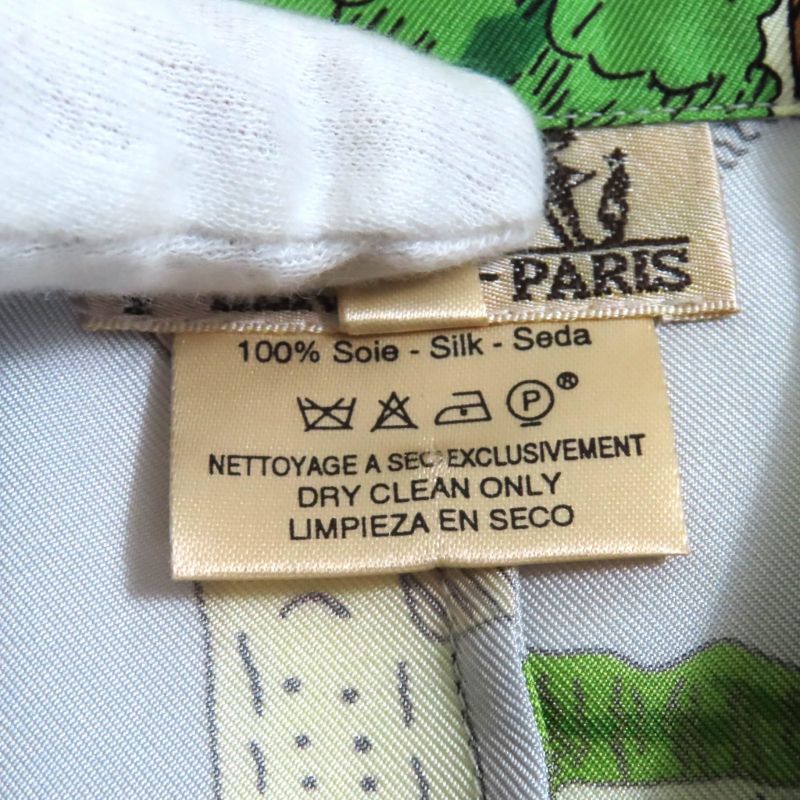 -PARIS
100% Soie - Silk - Seda
P ®
NETTOYAGE A SEC EXCLUSIVEMENT
DRY CLEAN ONLY
LIMPIEZA EN SECO